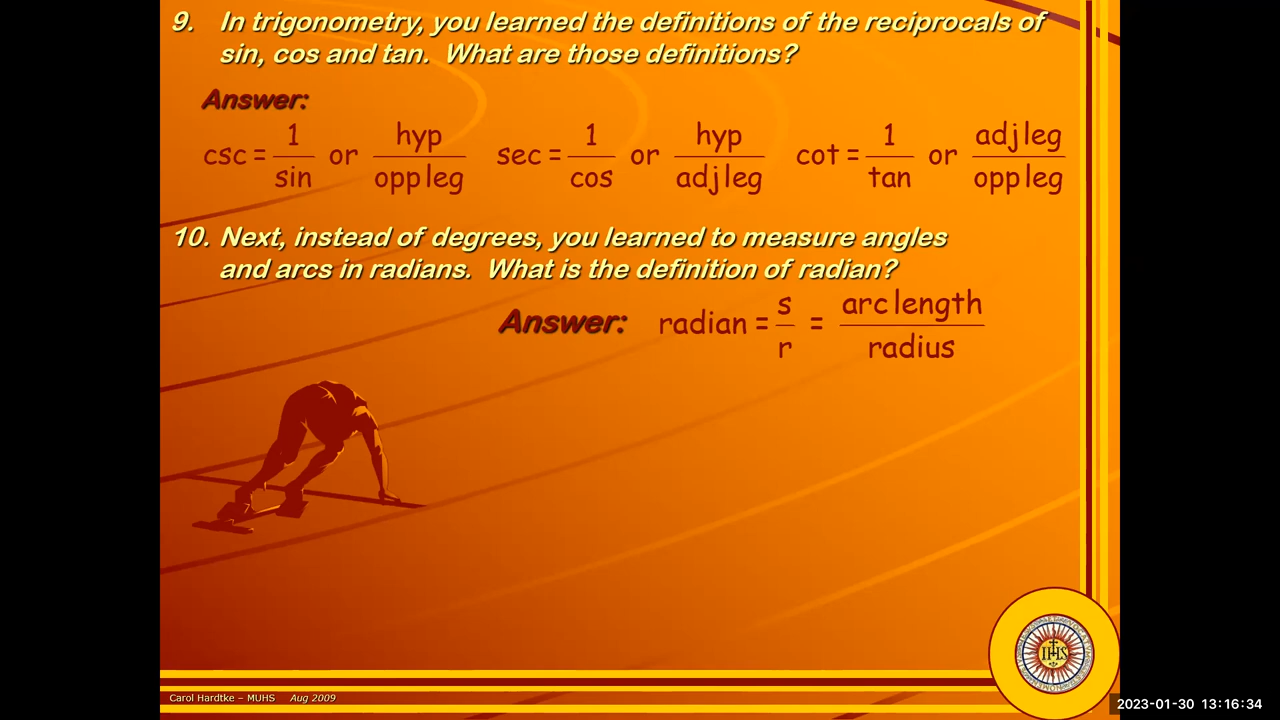 9. In trigonometry, you learned the definitions of the reciprocals of
sin, cos and tan. What are those definitions?
Answer:
csc = 1/sin or hyp/opp leg sec = 1/cos or hyp/adj leg cot = 1/tan or adj leg/opp leg
10. Next, instead of degrees, you learned to measure angles
and arcs in radians. What is the definition of radian?
Answer: radian = s/r = arc length/radius
IHS
Carol Hardtke – MUHS Aug 2009
2023-01-30 13:16:34